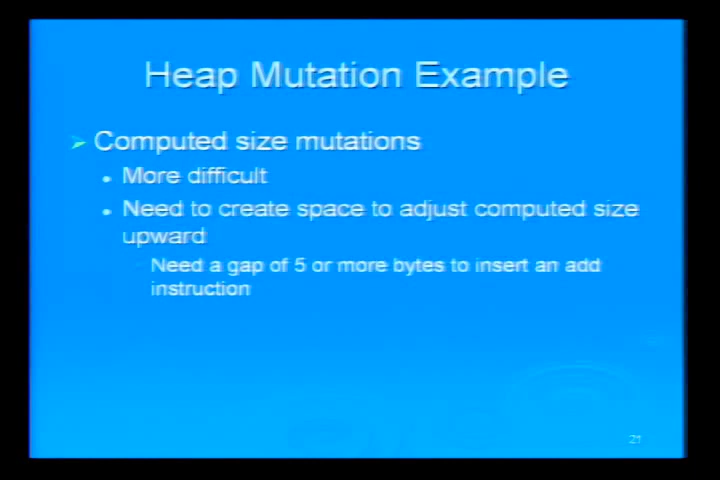 Heap Mutation Example
Computed size mutations
More difficult
Need to create space to adjust computed size
upward
Need a gap of 5 or more bytes to insert an add
instruction
21